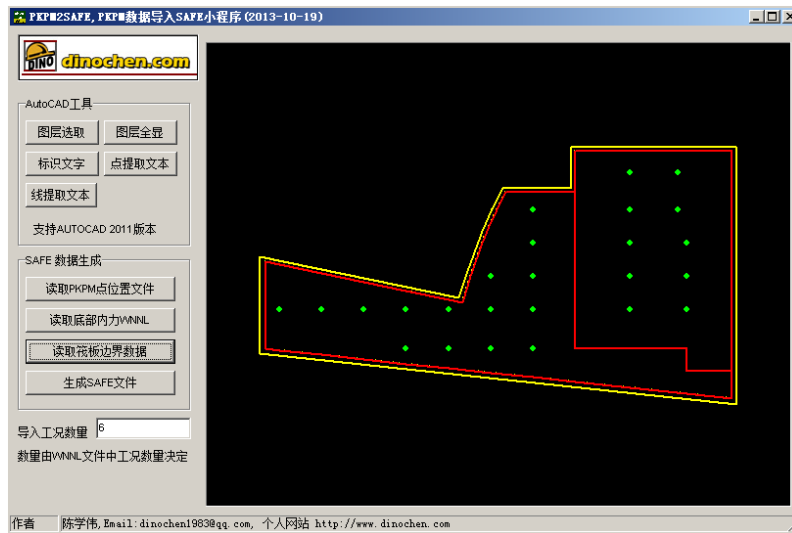 PKPM2SAFE, PKPM数据导入SAFE小程序(2013-10-19)
DINO dinochen.com
AutoCAD工具
图层选取 图层全显
标识文字 点提取文本
线提取文本
支持AUTOCAD 2011版本
SAFE 数据生成
读取PKPM点位置文件
读取底部内力WNNL
读取筏板边界数据
生成SAFE文件
导入工况数量 6
数量由WNNL文件中工况数量决定
作者 陈学伟,Email:dinochen1983@qq.com, 个人网站 http://www.dinochen.com